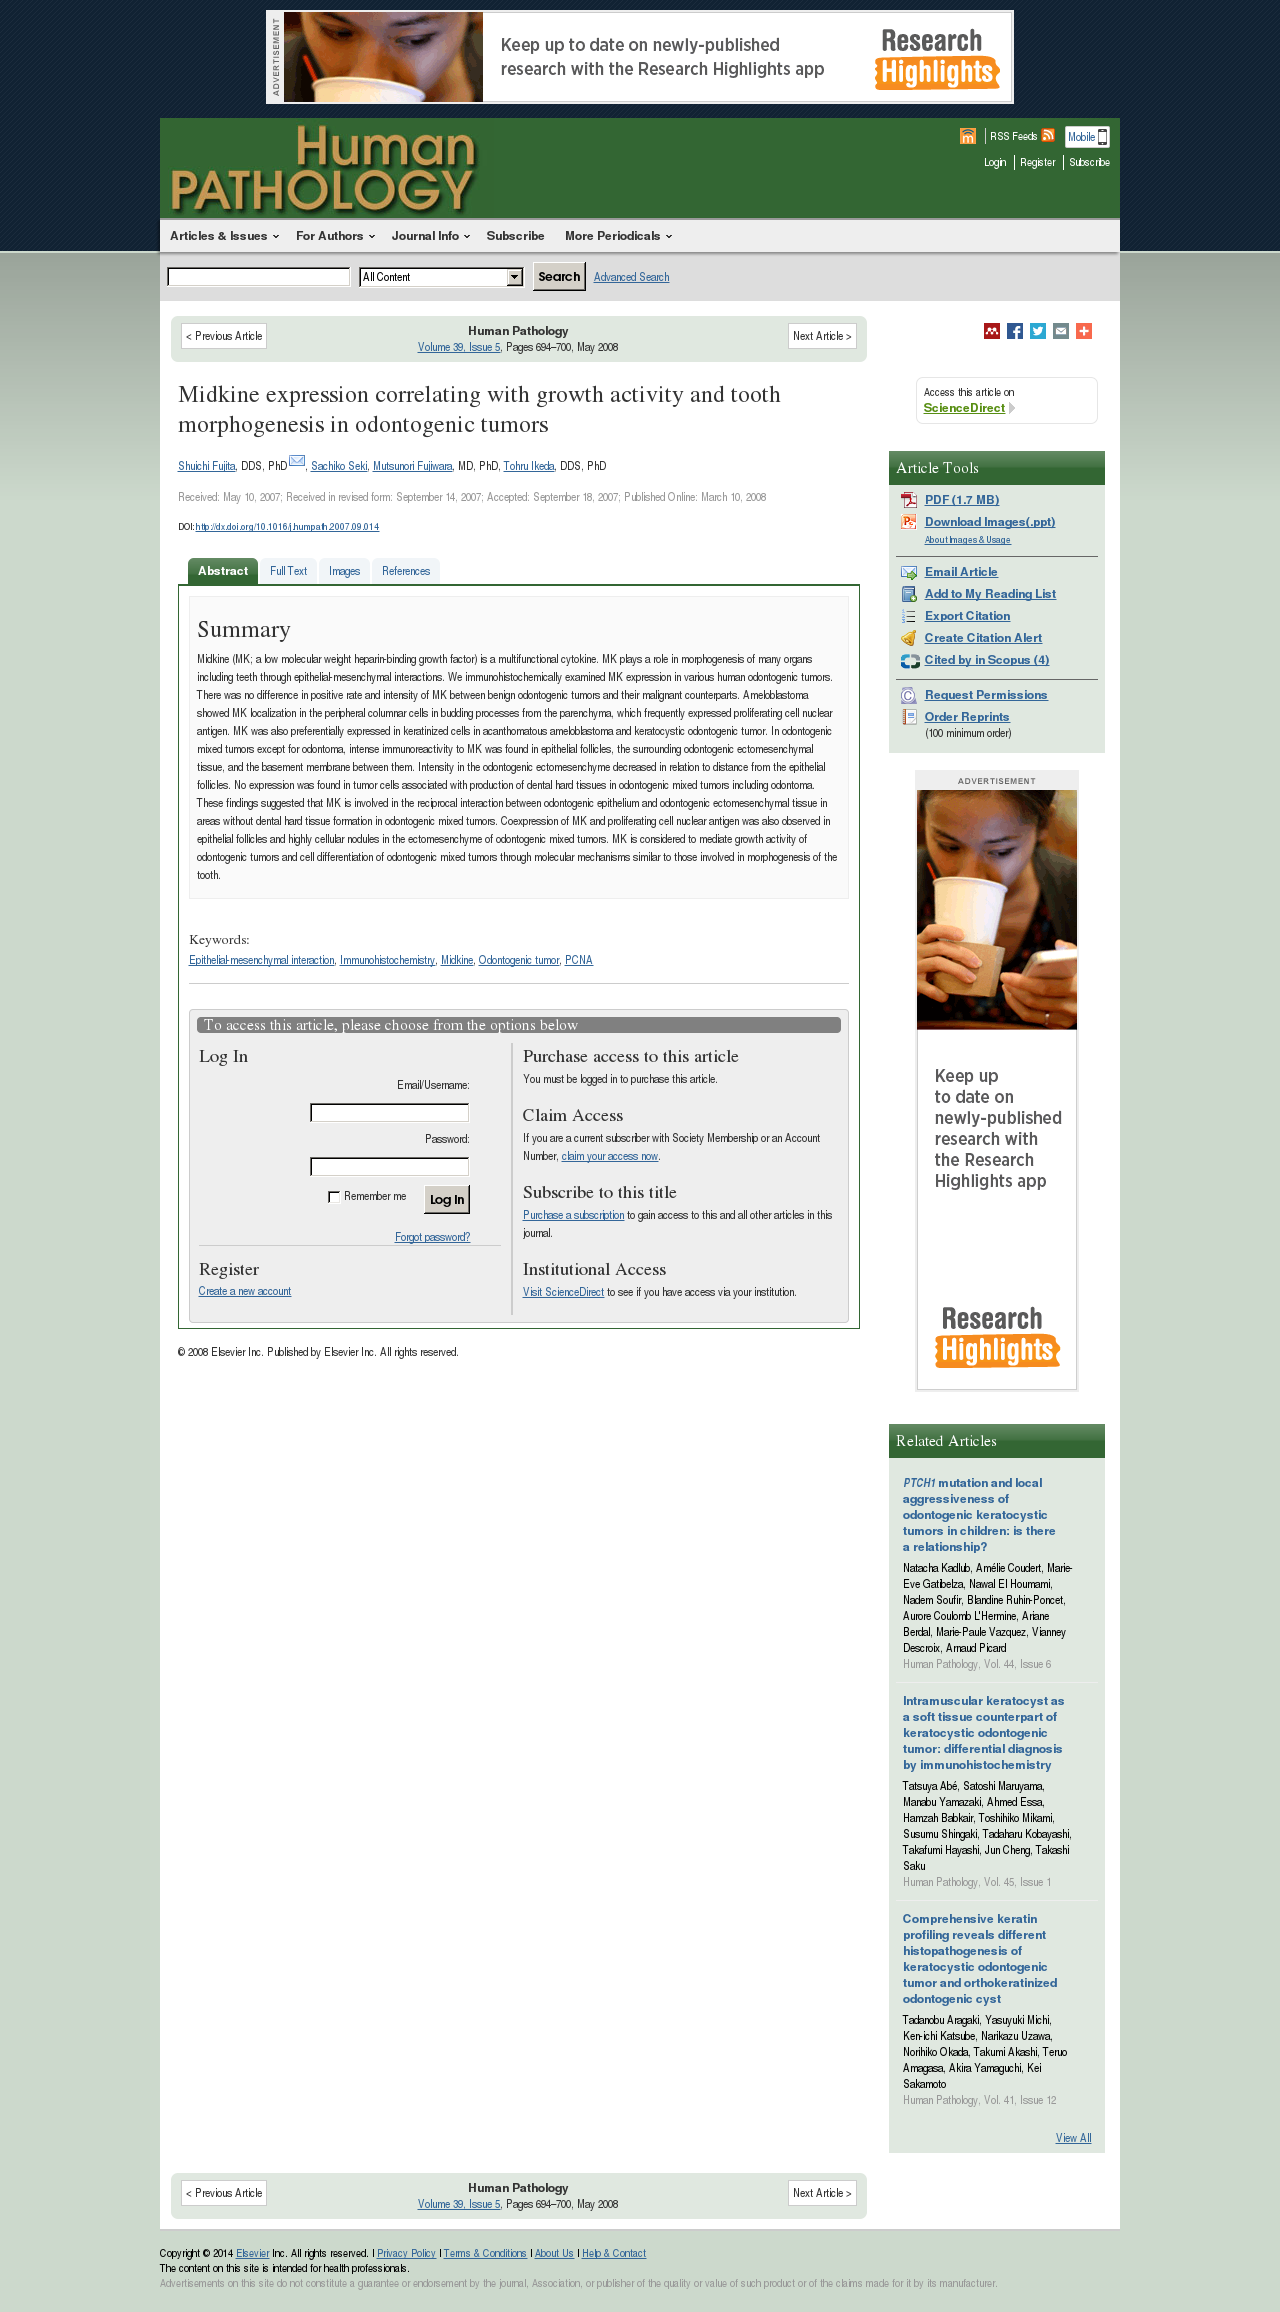 ADVERTISEMENT
Keep up to date on newly-published
research with the Research Highlights app
Research
Highlights
Human
PATHOLOGY
RSS Feeds
Mobile
Login
Register
Subscribe
Articles & Issues
For Authors
Journal Info
Subscribe
More Periodicals
All Content
Search
Advanced Search
< Previous Article
Human Pathology
Volume 39, Issue 5, Pages 694–700, May 2008
Next Article >
Midkine expression correlating with growth activity and tooth
morphogenesis in odontogenic tumors
Shuichi Fujita, DDS, PhD, Sachiko Seki, Mutsunori Fujiwara, MD, PhD, Tohru Ikeda, DDS, PhD
Received: May 10, 2007; Received in revised form: September 14, 2007; Accepted: September 18, 2007; Published Online: March 10, 2008
DOI: http://dx.doi.org/10.1016/j.humpath.2007.09.014
Abstract
Full Text
Images
References
Summary
Midkine (MK; a low molecular weight heparin-binding growth factor) is a multifunctional cytokine. MK plays a role in morphogenesis of many organs
including teeth through epithelial-mesenchymal interactions. We immunohistochemically examined MK expression in various human odontogenic tumors.
There was no difference in positive rate and intensity of MK between benign odontogenic tumors and their malignant counterparts. Ameloblastoma
showed MK localization in the peripheral columnar cells in budding processes from the parenchyma, which frequently expressed proliferating cell nuclear
antigen. MK was also preferentially expressed in keratinized cells in acanthomatous ameloblastoma and keratocystic odontogenic tumor. In odontogenic
mixed tumors except for odontoma, intense immunoreactivity to MK was found in epithelial follicles, the surrounding odontogenic ectomesenchymal
tissue, and the basement membrane between them. Intensity in the odontogenic ectomesenchyme decreased in relation to distance from the epithelial
follicles. No expression was found in tumor cells associated with production of dental hard tissues in odontogenic mixed tumors including odontoma.
These findings suggested that MK is involved in the reciprocal interaction between odontogenic epithelium and odontogenic ectomesenchymal tissue in
areas without dental hard tissue formation in odontogenic mixed tumors. Coexpression of MK and proliferating cell nuclear antigen was also observed in
epithelial follicles and highly cellular nodules in the ectomesenchyme of odontogenic mixed tumors. MK is considered to mediate growth activity of
odontogenic tumors and cell differentiation of odontogenic mixed tumors through molecular mechanisms similar to those involved in morphogenesis of the
tooth.
Keywords:
Epithelial-mesenchymal interaction, Immunohistochemistry, Midkine, Odontogenic tumor, PCNA
To access this article, please choose from the options below
Log In
Email/Username:
Password:
Remember me
Log In
Forgot password?
Register
Create a new account
Purchase access to this article
You must be logged in to purchase this article.
Claim Access
If you are a current subscriber with Society Membership or an Account
Number, claim your access now.
Subscribe to this title
Purchase a subscription to gain access to this and all other articles in this
journal.
Institutional Access
Visit ScienceDirect to see if you have access via your institution.
© 2008 Elsevier Inc. Published by Elsevier Inc. All rights reserved.
Access this article on
ScienceDirect
Article Tools
PDF (1.7 MB)
Download Images(.ppt)
About Images & Usage
Email Article
Add to My Reading List
Export Citation
Create Citation Alert
Cited by in Scopus (4)
Request Permissions
Order Reprints
(100 minimum order)
ADVERTISEMENT
Keep up
to date on
newly-published
research with
the Research
Highlights app
Research
Highlights
Related Articles
PTCH1 mutation and local
aggressiveness of
odontogenic keratocystic
tumors in children: is there
a relationship?
Natacha Kadlub, Amélie Coudert, Marie-
Eve Gatibelza, Nawal El Houmami,
Nadem Soufir, Blandine Ruhin-Poncet,
Aurore Coulomb L'Hermine, Ariane
Berdal, Marie-Paule Vazquez, Vianney
Descroix, Arnaud Picard
Human Pathology, Vol. 44, Issue 6
Intramuscular keratocyst as
a soft tissue counterpart of
keratocystic odontogenic
tumor: differential diagnosis
by immunohistochemistry
Tatsuya Abé, Satoshi Maruyama,
Manabu Yamazaki, Ahmed Essa,
Hamzah Babkair, Toshihiko Mikami,
Susumu Shingaki, Tadaharu Kobayashi,
Takafumi Hayashi, Jun Cheng, Takashi
Saku
Human Pathology, Vol. 45, Issue 1
Comprehensive keratin
profiling reveals different
histopathogenesis of
keratocystic odontogenic
tumor and orthokeratinized
odontogenic cyst
Tadanobu Aragaki, Yasuyuki Michi,
Ken-ichi Katsube, Narikazu Uzawa,
Norihiko Okada, Takumi Akashi, Teruo
Amagasa, Akira Yamaguchi, Kei
Sakamoto
Human Pathology, Vol. 41, Issue 12
View All
< Previous Article
Human Pathology
Volume 39, Issue 5, Pages 694–700, May 2008
Next Article >
Copyright © 2014 Elsevier Inc. All rights reserved. | Privacy Policy | Terms & Conditions | About Us | Help & Contact
The content on this site is intended for health professionals.
Advertisements on this site do not constitute a guarantee or endorsement by the journal, Association, or publisher of the quality or value of such product or of the claims made for it by its manufacturer.